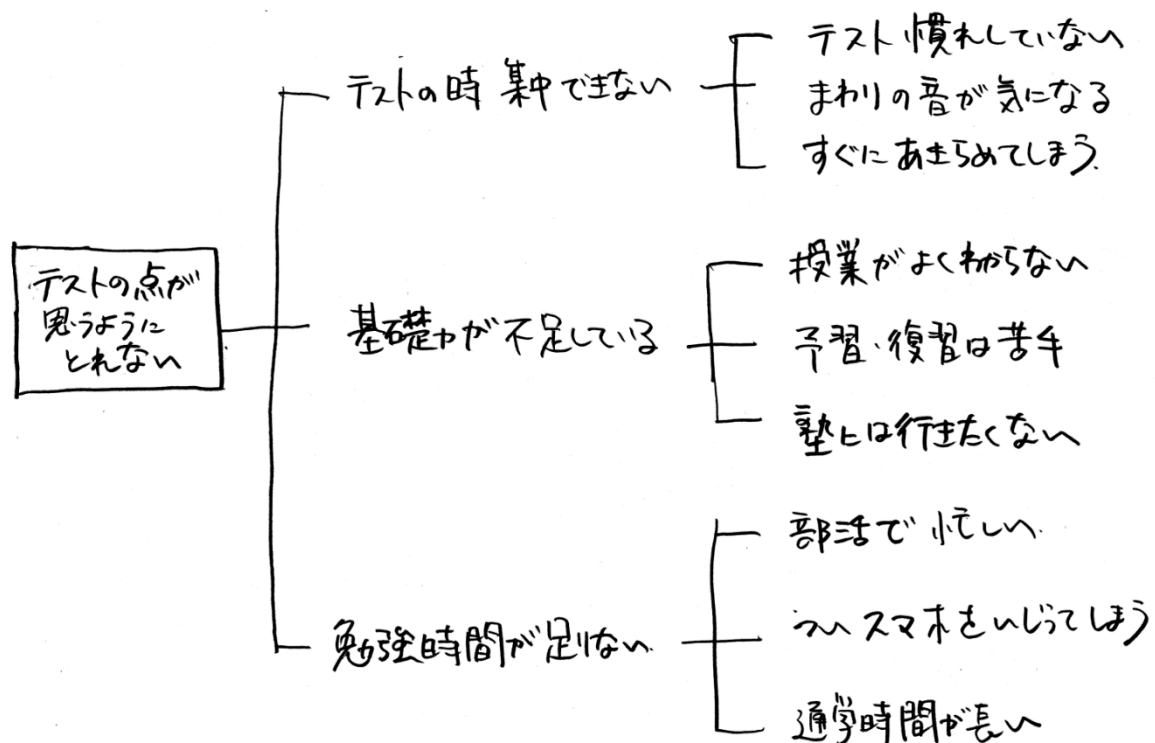 テストの点が
思うように
とれない
テストの時 集中できない
テスト慣れしていない
まわりの音が気になる
すぐにあきらめてしまう.
基礎力が不足している
授業がよくわからない
予習・復習は苦手
塾には行きたくない
勉強時間が足りない.
部活で忙しい.
ついスマホをいじってしまう
通学時間が長い